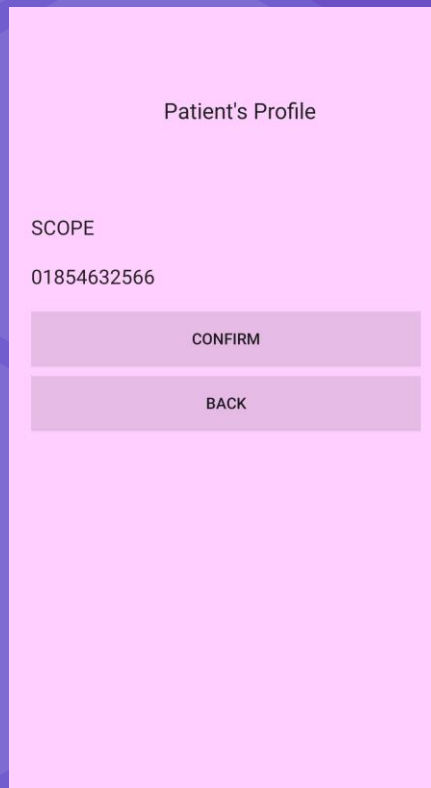 Patient's Profile
SCOPE
01854632566
CONFIRM
BACK